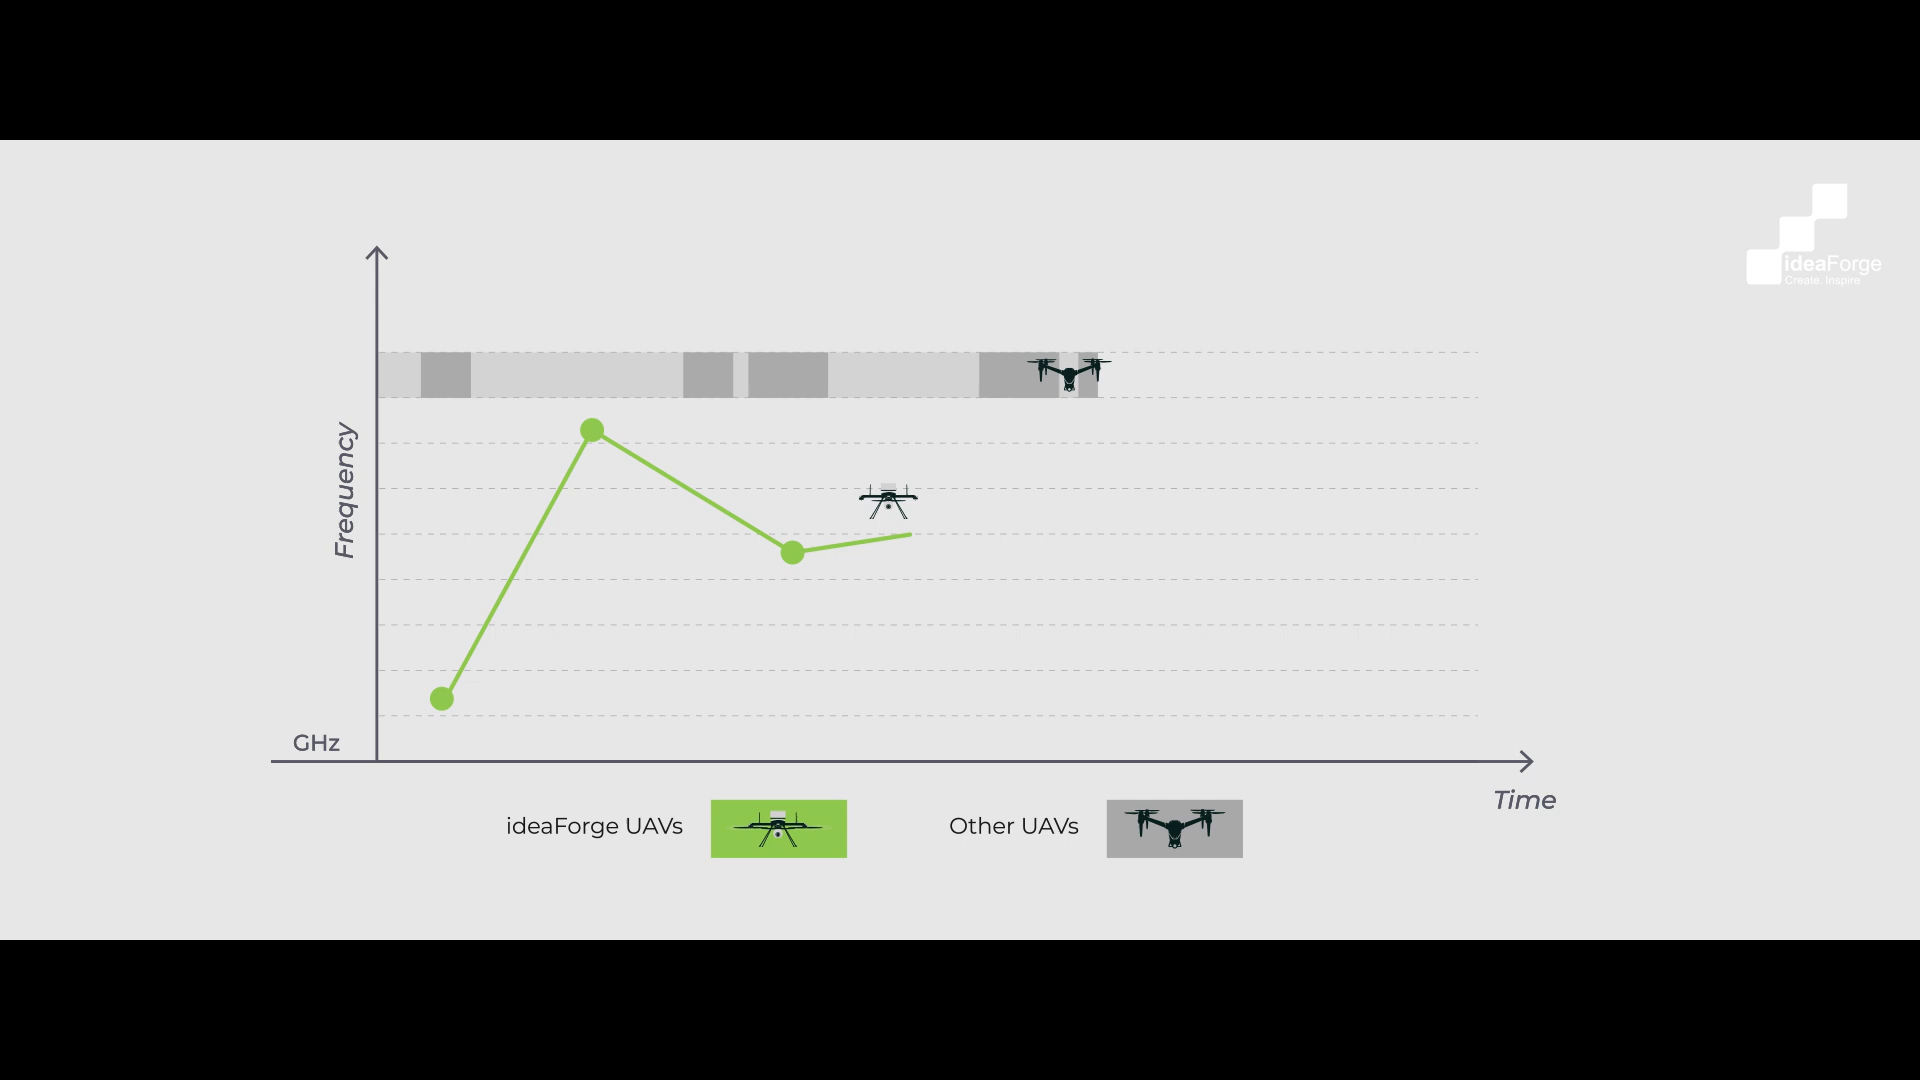 ideaForge
Create. Inspire
Frequency
GHz
Time
ideaForge UAVs
Other UAVs